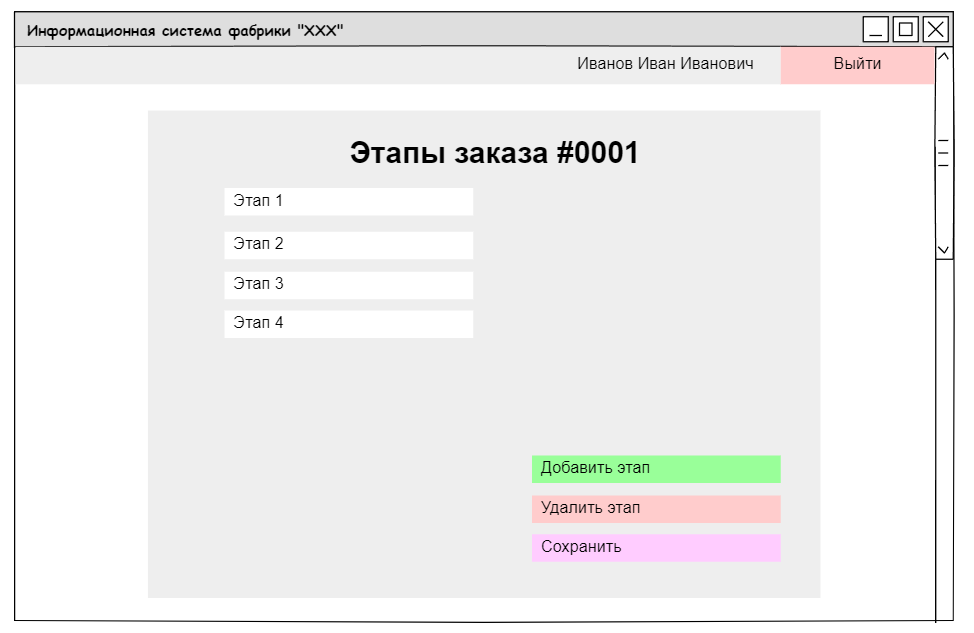 Информационная система фабрики "XXX"
Иванов Иван Иванович
Выйти
Этапы заказа #0001
Этап 1
Этап 2
Этап 3
Этап 4
Добавить этап
Удалить этап
Сохранить